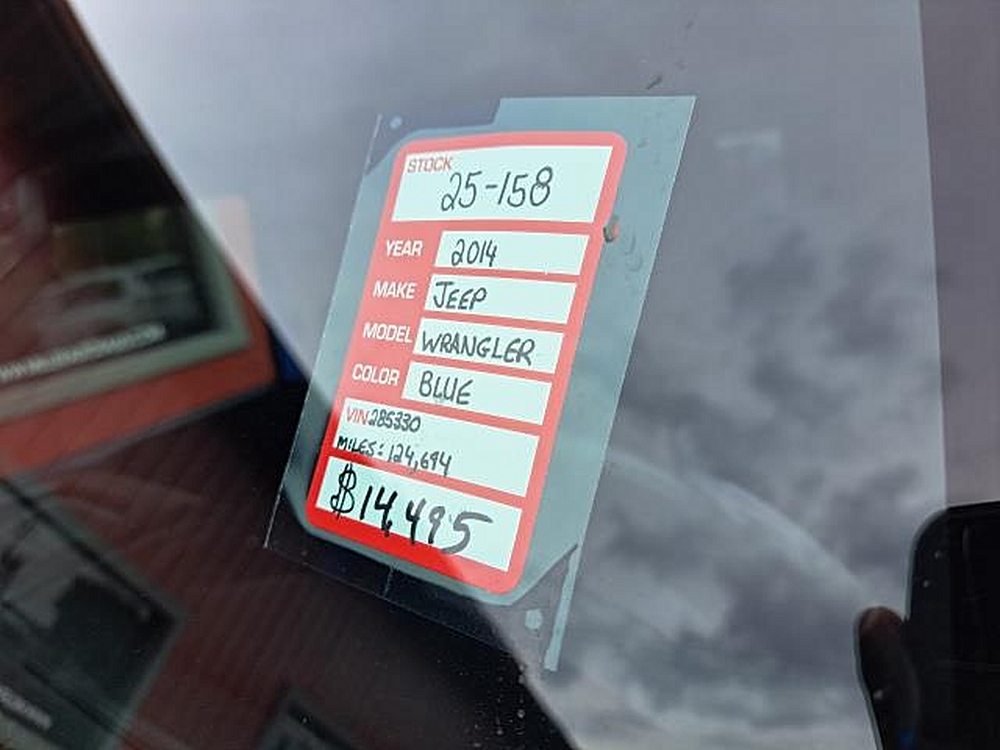 STOCK
25-158
YEAR 2014
MAKE JEEP
MODEL WRANGLER
COLOR BLUE
VIN 285330
MILES: 124,694
$14,495